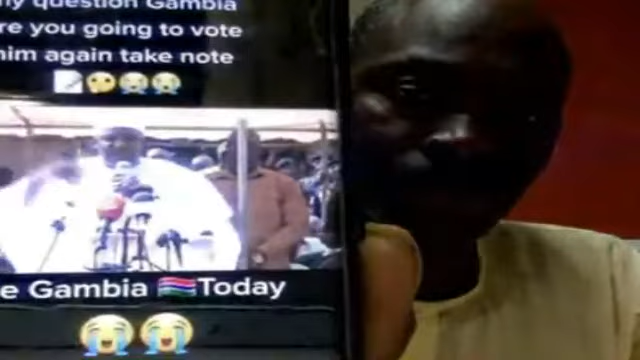 y question Gambia
re you going to vote
him again take note
📝🤔😭😭
e Gambia 🇬🇲Today
😭😭